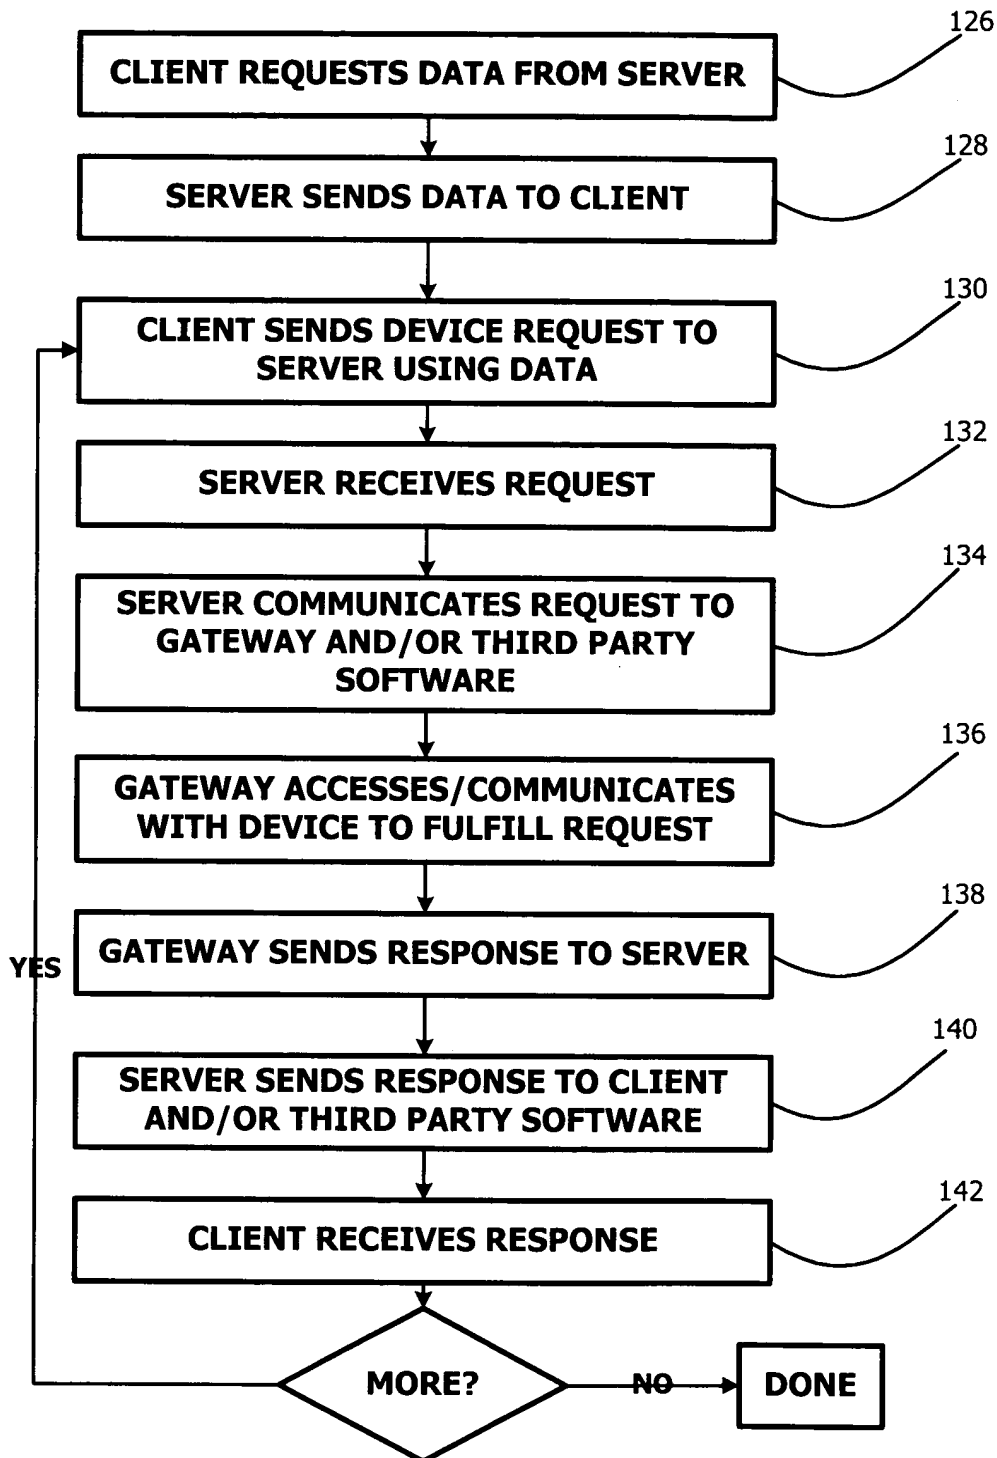 126
CLIENT REQUESTS DATA FROM SERVER
128
SERVER SENDS DATA TO CLIENT
130
CLIENT SENDS DEVICE REQUEST TO
SERVER USING DATA
132
SERVER RECEIVES REQUEST
134
SERVER COMMUNICATES REQUEST TO
GATEWAY AND/OR THIRD PARTY
SOFTWARE
136
GATEWAY ACCESSES/COMMUNICATES
WITH DEVICE TO FULFILL REQUEST
138
GATEWAY SENDS RESPONSE TO SERVER
YES
140
SERVER SENDS RESPONSE TO CLIENT
AND/OR THIRD PARTY SOFTWARE
142
CLIENT RECEIVES RESPONSE
MORE?
NO
DONE